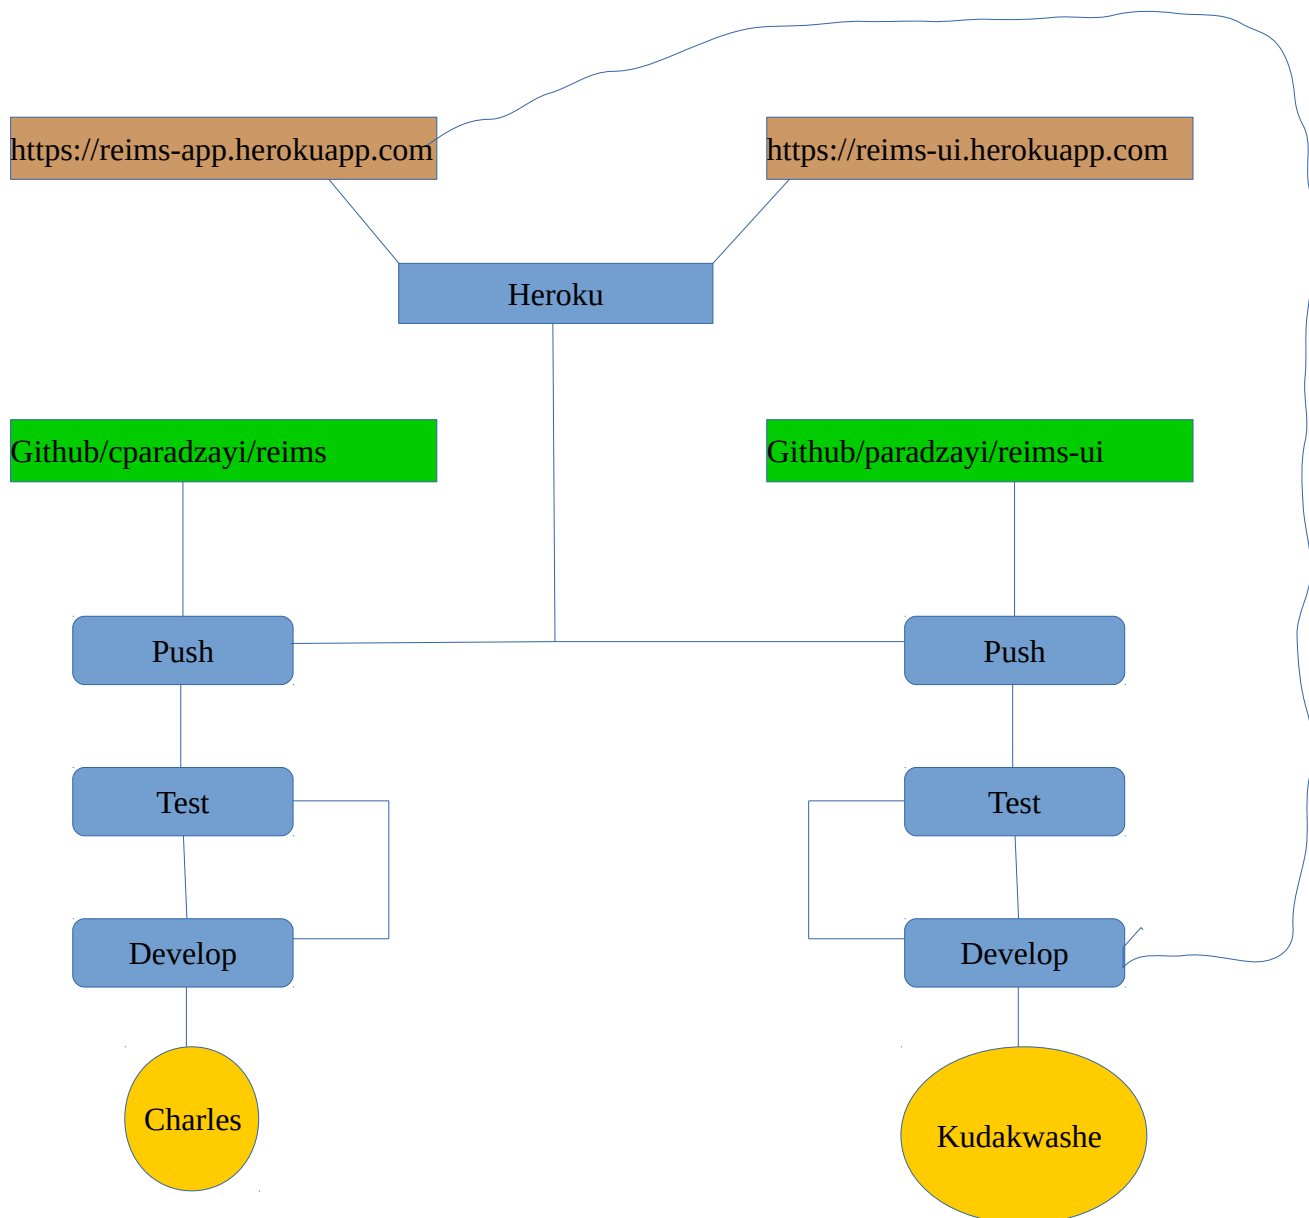 https://reims-app.herokuapp.com
https://reims-ui.herokuapp.com
Heroku
Github/cparadzayi/reims
Github/paradzayi/reims-ui
Push
Push
Test
Test
Develop
Develop
Charles
Kudakwashe